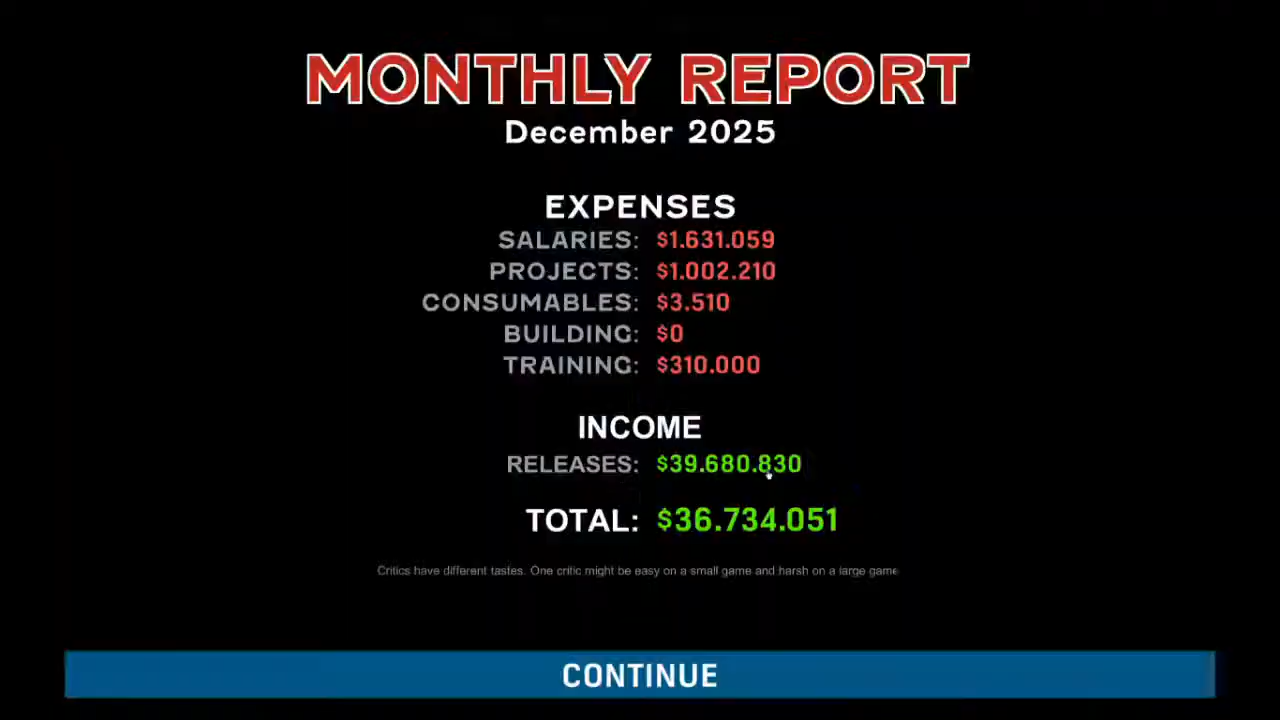 MONTHLY REPORT
December 2025
EXPENSES
SALARIES: $1.631.059
PROJECTS: $1.002.210
CONSUMABLES: $3.510
BUILDING: $0
TRAINING: $310.000
INCOME
RELEASES: $39.680.830
TOTAL: $36.734.051
Critics have different tastes. One critic might be easy on a small game and harsh on a large game
CONTINUE